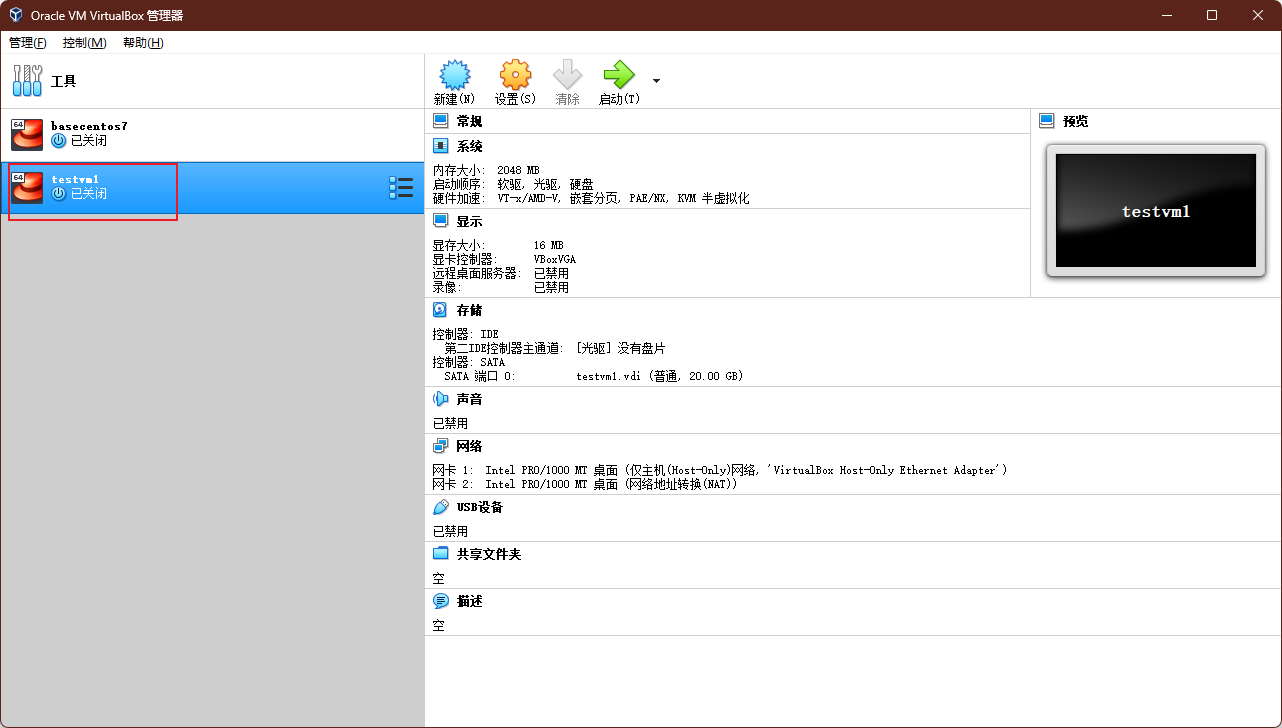 Oracle VM VirtualBox 管理器
管理(F) 控制(M) 帮助(H)
工具
64
basecentos7
已关闭
64
testvm1
已关闭
新建(N) 设置(S) 清除 启动(T)
常规
系统
内存大小: 2048 MB
启动顺序: 软驱, 光驱, 硬盘
硬件加速: VT-x/AMD-V, 嵌套分页, PAE/NX, KVM 半虚拟化
显示
显存大小: 16 MB
显卡控制器: VBoxVGA
远程桌面服务器: 已禁用
录像: 已禁用
预览
testvm1
存储
控制器: IDE
第二IDE控制器主通道: [光驱] 没有盘片
控制器: SATA
SATA 端口 0: testvm1.vdi (普通, 20.00 GB)
声音
已禁用
网络
网卡 1: Intel PRO/1000 MT 桌面 (仅主机(Host-Only)网络, 'VirtualBox Host-Only Ethernet Adapter')
网卡 2: Intel PRO/1000 MT 桌面 (网络地址转换(NAT))
USB设备
已禁用
共享文件夹
空
描述
空